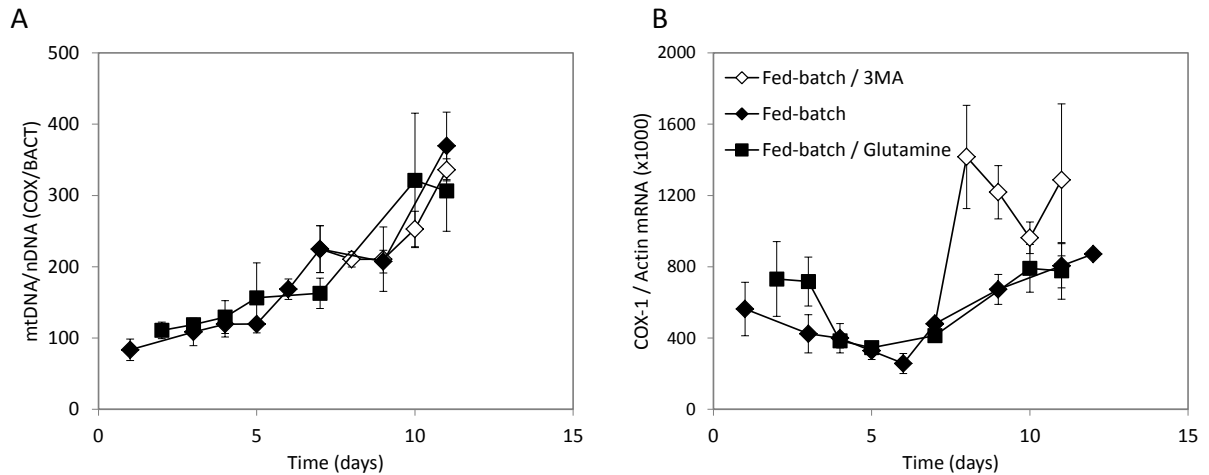 A
mtDNA/nDNA (COX/BACT)
500
400
300
200
100
0
0 5 10 15
Time (days)
B
COX-1 / Actin mRNA (x1000)
2000
1600
1200
800
400
0
Fed-batch / 3MA
Fed-batch
Fed-batch / Glutamine
0 5 10 15
Time (days)